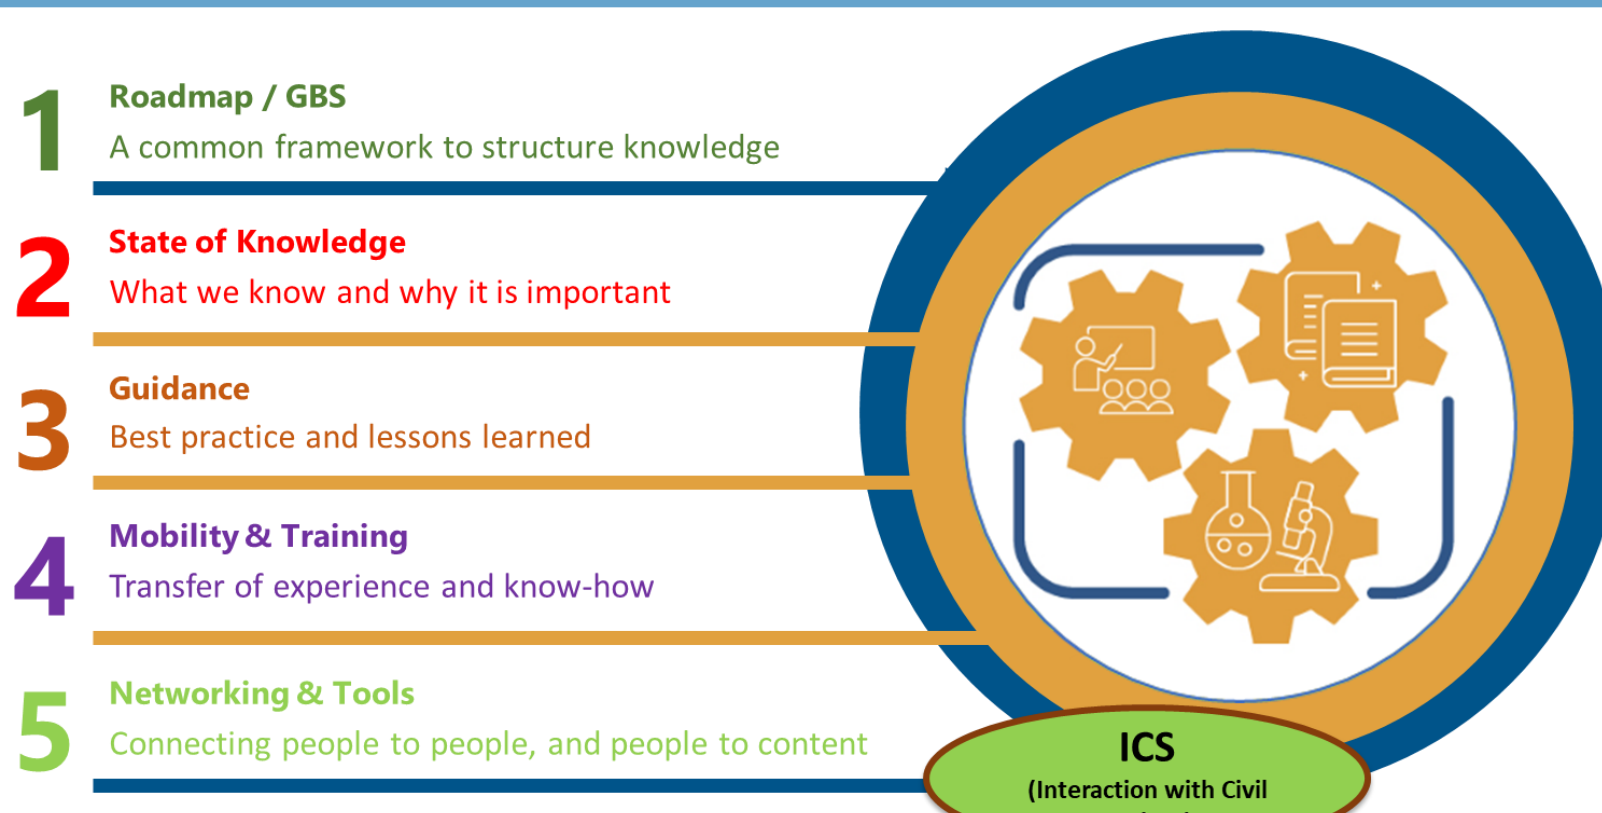 1
Roadmap / GBS
A common framework to structure knowledge
2
State of Knowledge
What we know and why it is important
3
Guidance
Best practice and lessons learned
4
Mobility & Training
Transfer of experience and know-how
5
Networking & Tools
Connecting people to people, and people to content
ICS
(Interaction with Civil